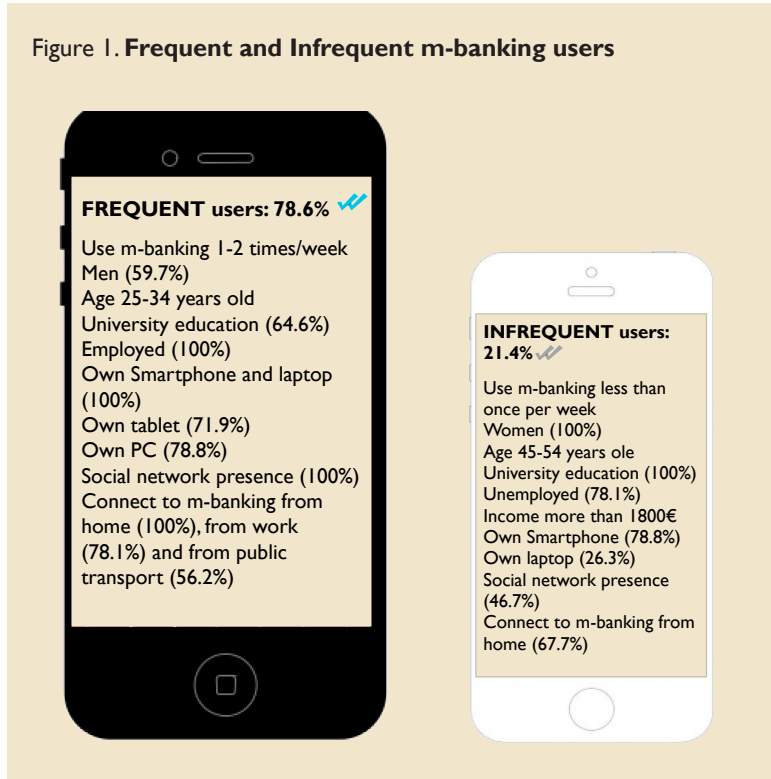 Figure 1. Frequent and Infrequent m-banking users
FREQUENT users: 78.6%
Use m-banking 1-2 times/week
Men (59.7%)
Age 25-34 years old
University education (64.6%)
Employed (100%)
Own Smartphone and laptop
(100%)
Own tablet (71.9%)
Own PC (78.8%)
Social network presence (100%)
Connect to m-banking from
home (100%), from work
(78.1%) and from public
transport (56.2%)
INFREQUENT users:
21.4%
Use m-banking less than
once per week
Women (100%)
Age 45-54 years ole
University education (100%)
Unemployed (78.1%)
Income more than 1800€
Own Smartphone (78.8%)
Own laptop (26.3%)
Social network presence
(46.7%)
Connect to m-banking from
home (67.7%)